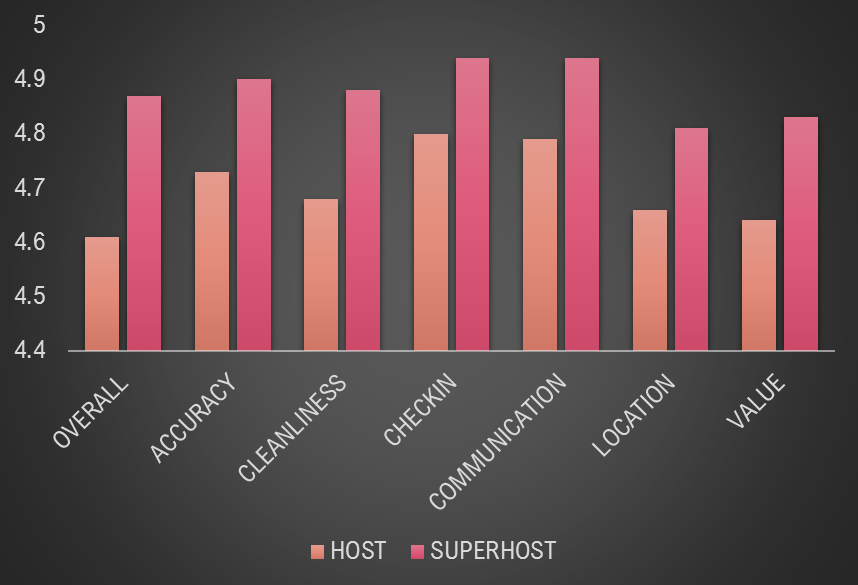 5
4.9
4.8
4.7
4.6
4.5
4.4
OVERALL
ACCURACY
CLEANLINESS
CHECKIN
COMMUNICATION
LOCATION
VALUE
HOST SUPERHOST